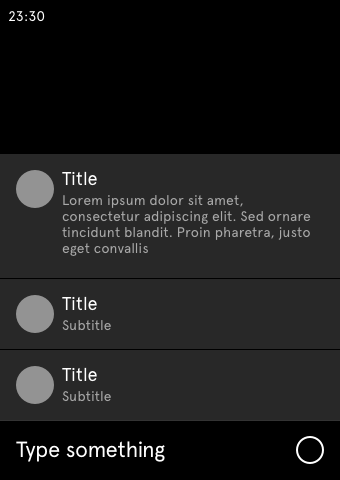 23:30
Title
Lorem ipsum dolor sit amet,
consectetur adipiscing elit. Sed ornare
tincidunt blandit. Proin pharetra, justo
eget convallis
Title
Subtitle
Title
Subtitle
Type something